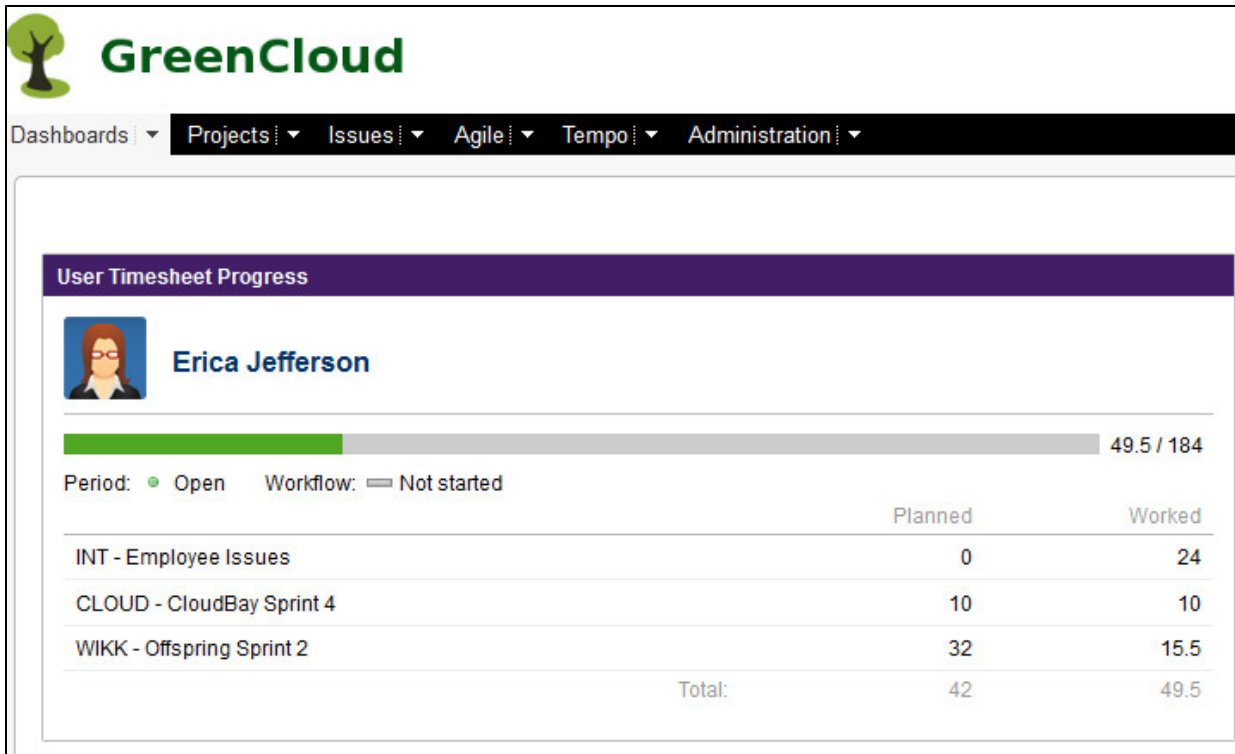 GreenCloud
Dashboards Projects Issues Agile Tempo Administration
User Timesheet Progress
Erica Jefferson
49.5 / 184
Period: Open Workflow: Not started
Planned Worked
INT - Employee Issues 0 24
CLOUD - CloudBay Sprint 4 10 10
WIKK - Offspring Sprint 2 32 15.5
Total: 42 49.5